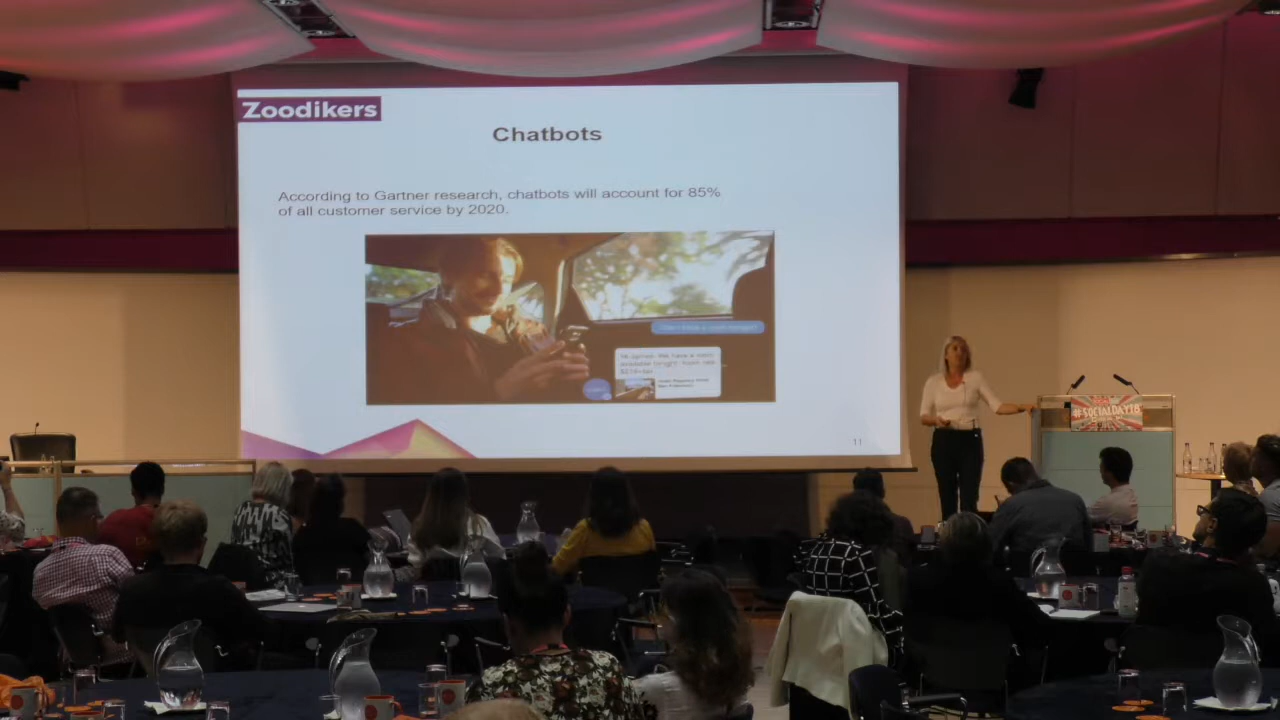 Zoodikers
Chatbots
According to Gartner research, chatbots will account for 85%
of all customer service by 2020.
11
#SOCIALDAY18